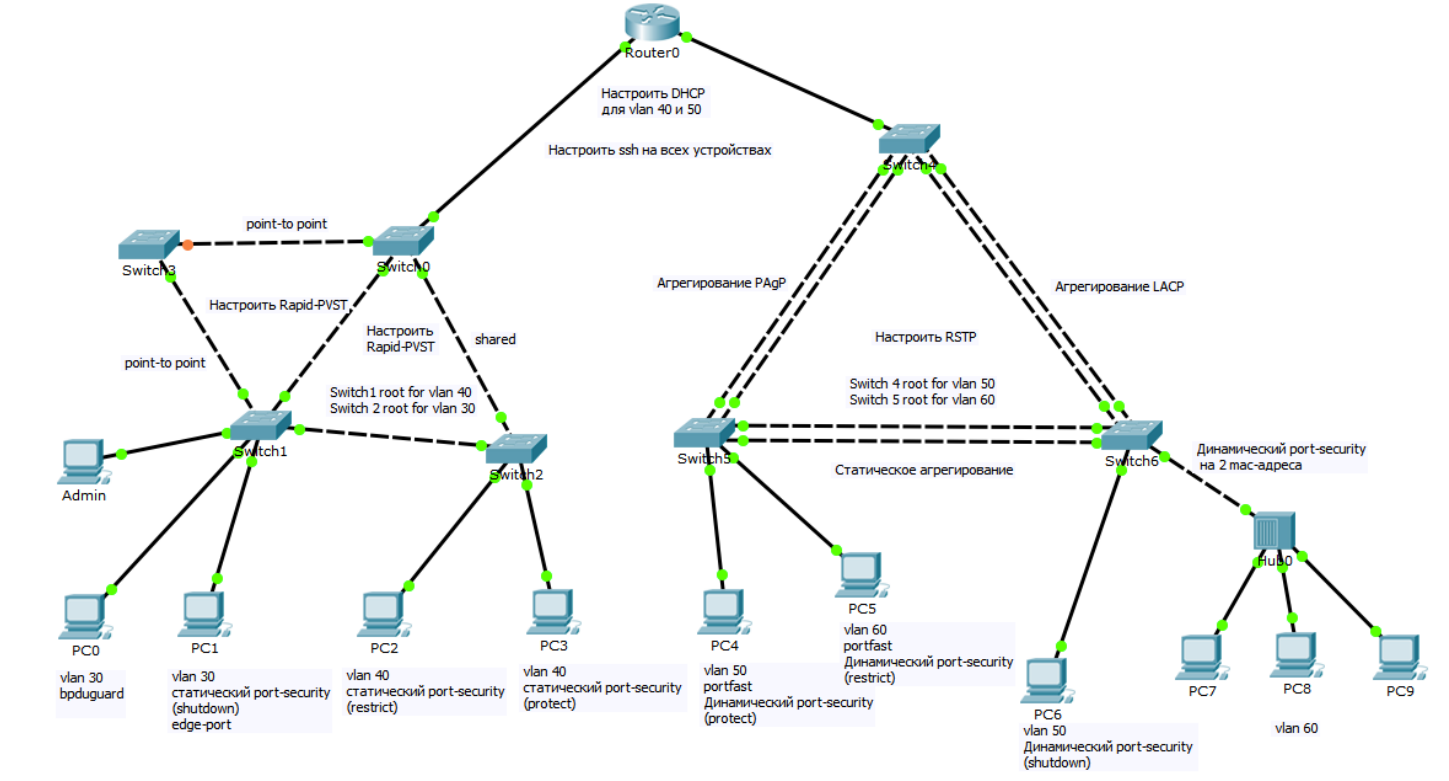 Router0
Настроить DHCP
для vlan 40 и 50
Настроить ssh на всех устройствах
Switch4
point-to point
Switch3
Switch0
Настроить Rapid-PVST
Настроить
Rapid-PVST
shared
point-to point
Switch1 root for vlan 40
Switch 2 root for vlan 30
Агрегирование PAgP
Агрегирование LACP
Настроить RSTP
Switch 4 root for vlan 50
Switch 5 root for vlan 60
Switch1
Switch2
Admin
Switch5
Switch6
Статическое агрегирование
Динамический port-security
на 2 mac-адреса
Hub0
PC0
vlan 30
bpduguard
PC1
vlan 30
статический port-security
(shutdown)
edge-port
PC2
vlan 40
статический port-security
(restrict)
PC3
vlan 40
статический port-security
(protect)
PC4
vlan 50
portfast
Динамический port-security
(protect)
PC5
vlan 60
portfast
Динамический port-security
(restrict)
PC6
vlan 50
Динамический port-security
(shutdown)
PC7
PC8
PC9
vlan 60